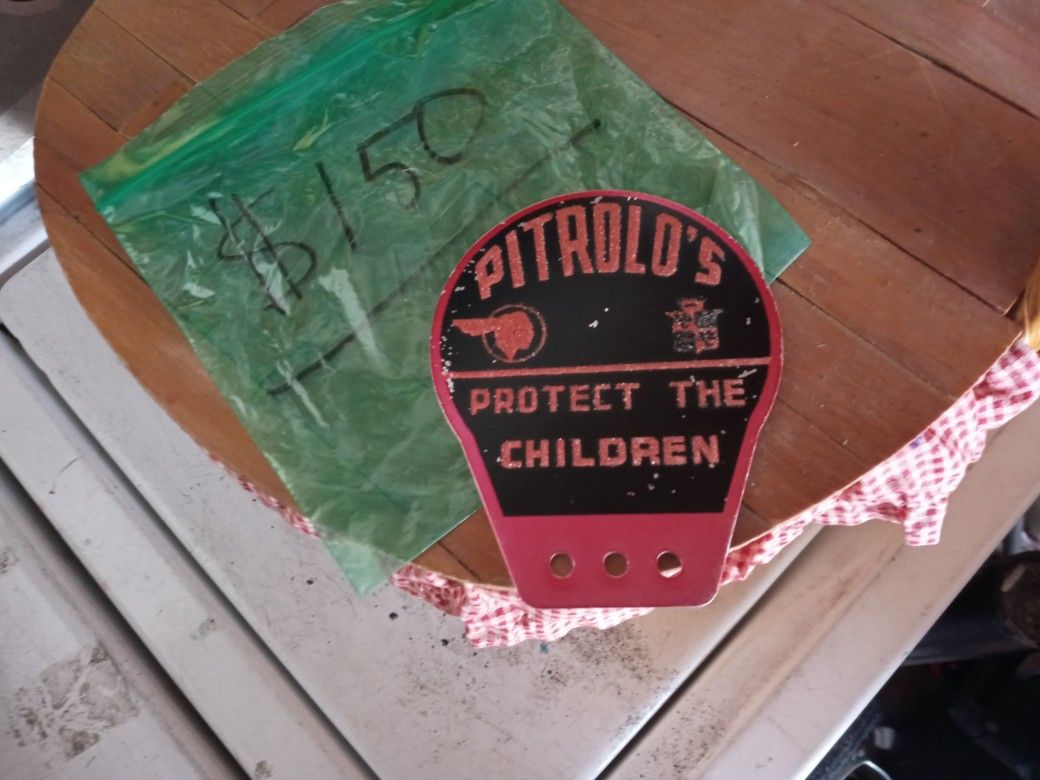 $150
PITROLO'S
PROTECT THE
CHILDREN